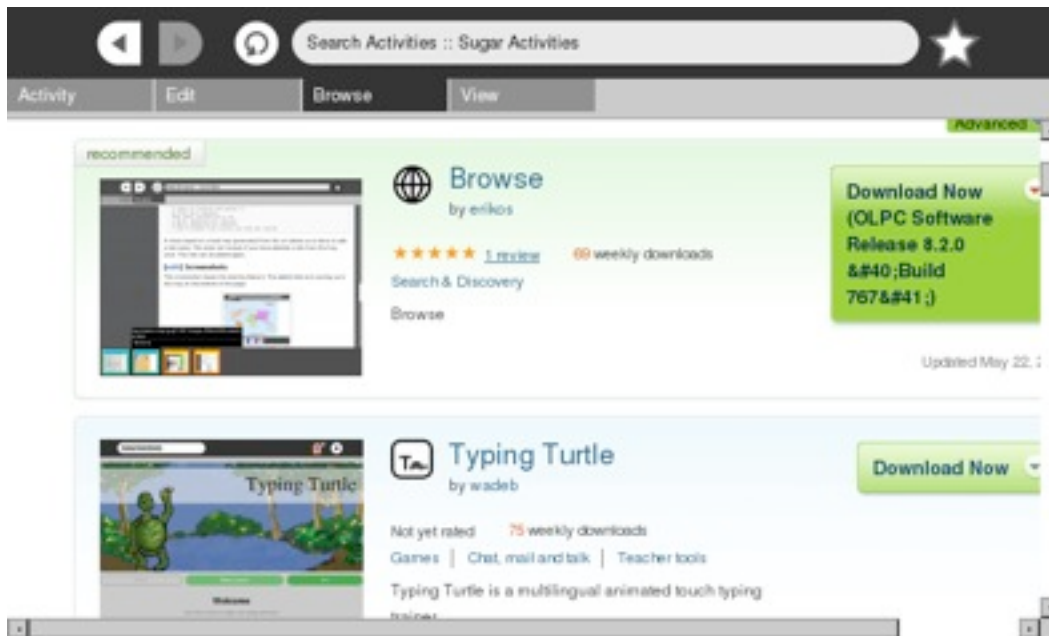 Search Activities :: Sugar Activities
Activity Edit Browse View
Advanced
recommended
Browse
by erikos
1 review 69 weekly downloads
Search & Discovery
Browse
Download Now
(OLPC Software
Release 8.2.0
&#40;Build
767&#41;)
Updated May 22, 2
Typing Turtle
Typing Turtle
by wadeb
Download Now
Not yet rated 75 weekly downloads
Games | Chat, mail and talk | Teacher tools
Typing Turtle is a multilingual animated touch typing
trainer
Welcome